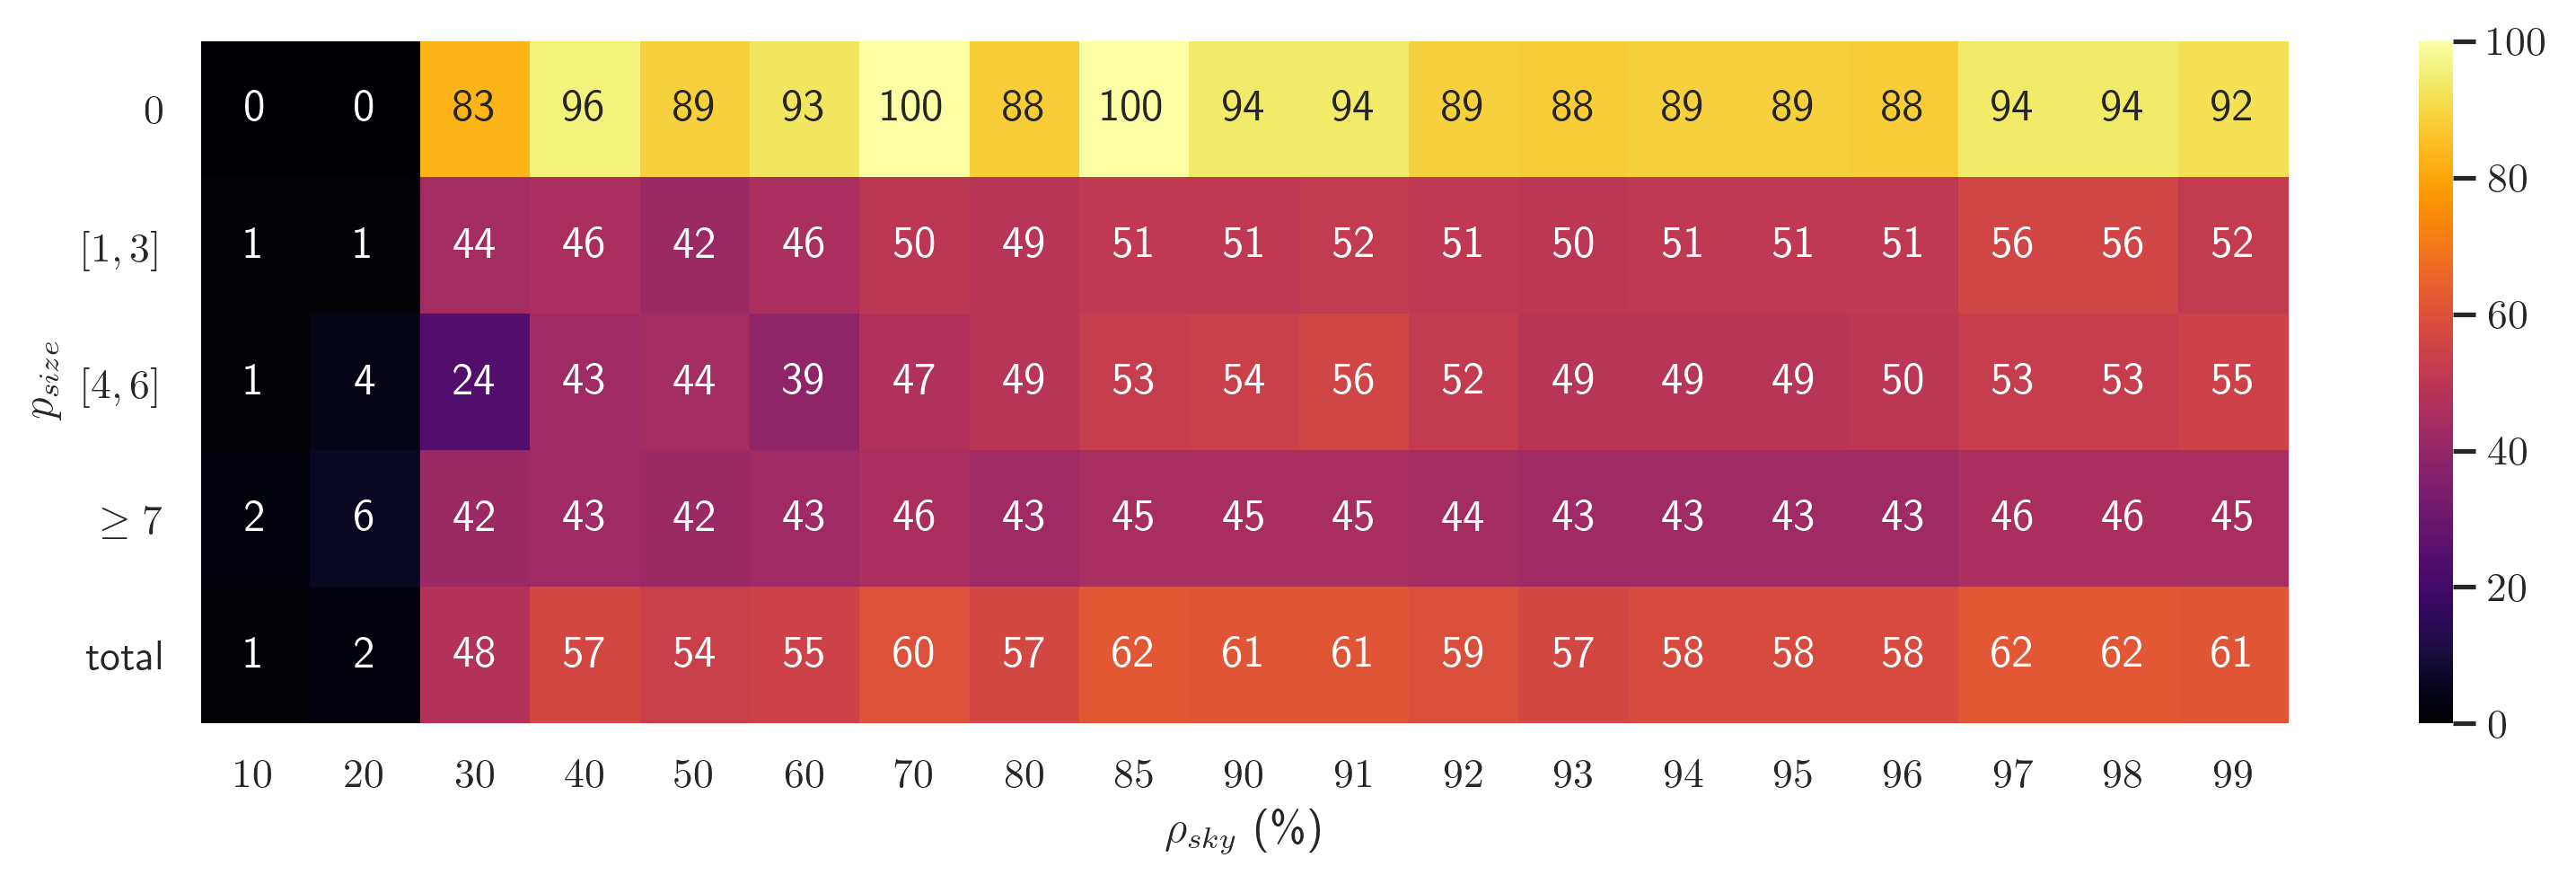 0 0 0 83 96 89 93 100 88 100 94 94 89 88 89 89 88 94 94 92
[1, 3] 1 1 44 46 42 46 50 49 51 51 52 51 50 51 51 51 56 56 52
[4, 6] 1 4 24 43 44 39 47 49 53 54 56 52 49 49 49 50 53 53 55
≥ 7 2 6 42 43 42 43 46 43 45 45 45 44 43 43 43 43 46 46 45
total 1 2 48 57 54 55 60 57 62 61 61 59 57 58 58 58 62 62 61
10 20 30 40 50 60 70 80 85 90 91 92 93 94 95 96 97 98 99
ρsky (%)
psize
100
80
60
40
20
0